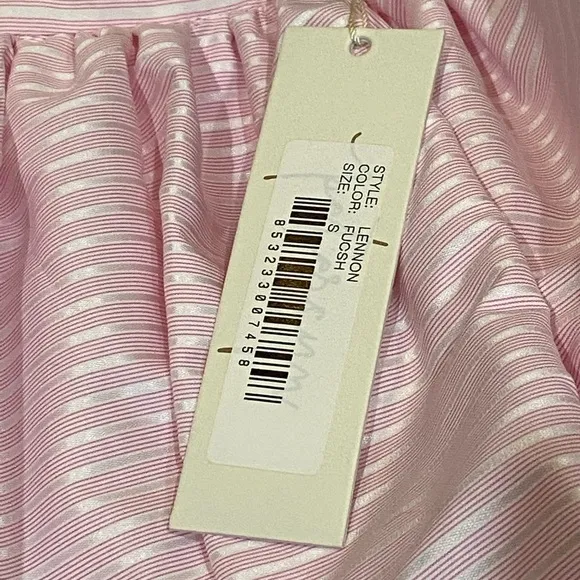 STYLE: LENNON
COLOR: FUCSH
SIZE: S
853233007458